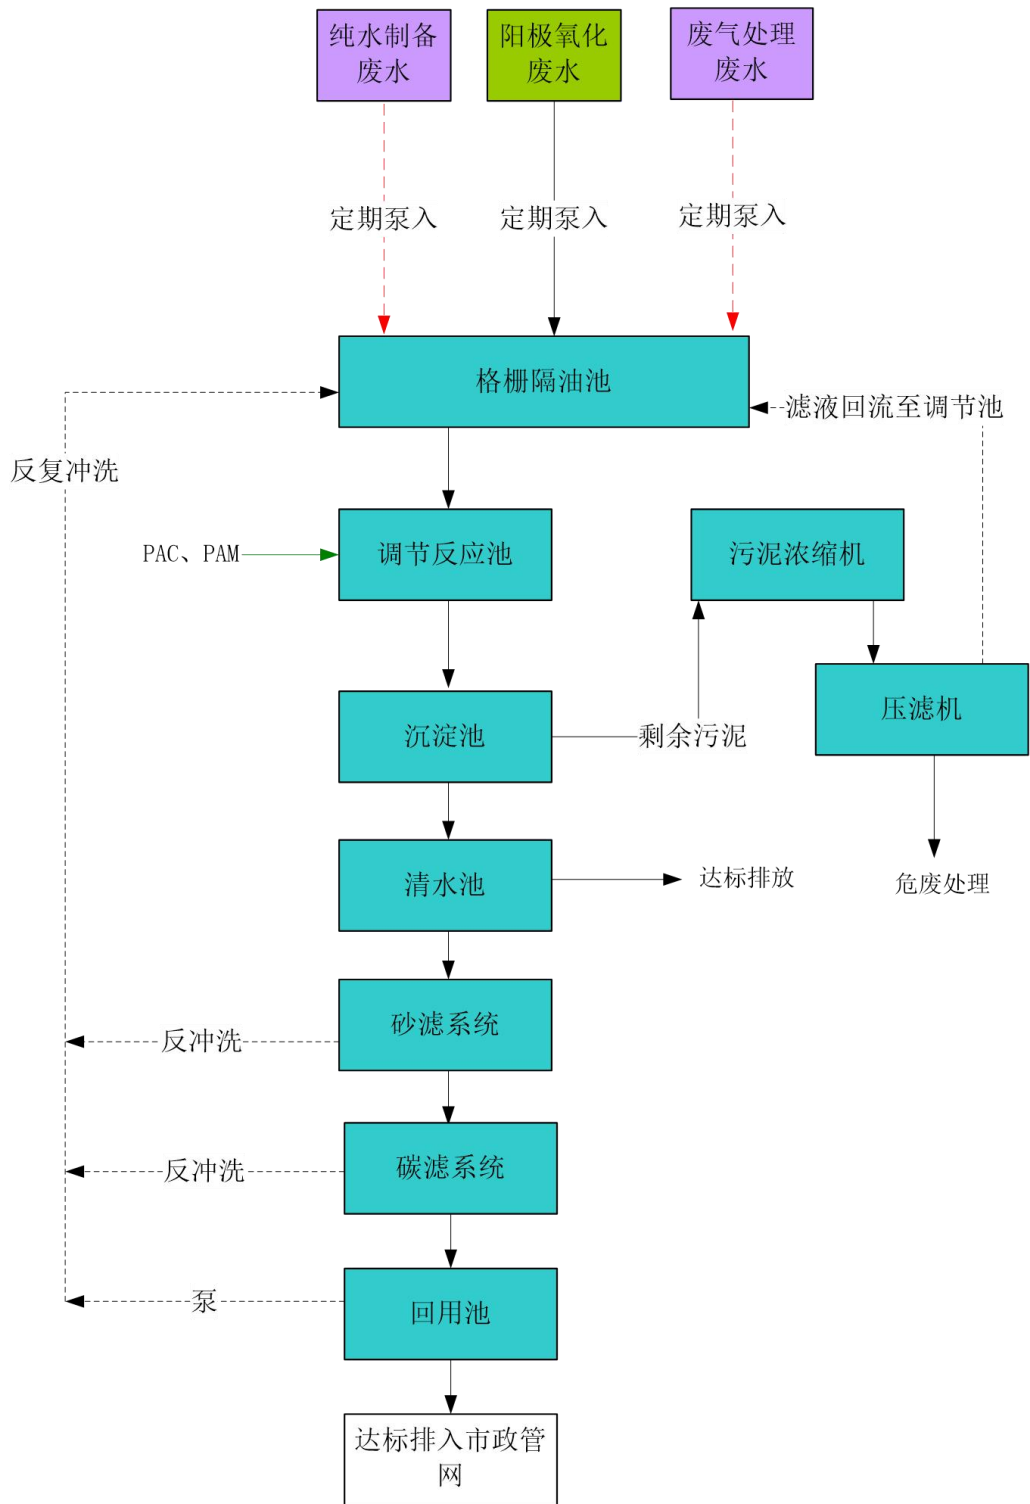 纯水制备
废水
阳极氧化
废水
废气处理
废水
定期泵入
定期泵入
定期泵入
格栅隔油池
滤液回流至调节池
反复冲洗
PAC、PAM
调节反应池
污泥浓缩机
沉淀池
剩余污泥
压滤机
清水池
达标排放
危废处理
砂滤系统
反冲洗
碳滤系统
反冲洗
回用池
泵
达标排入市政管
网